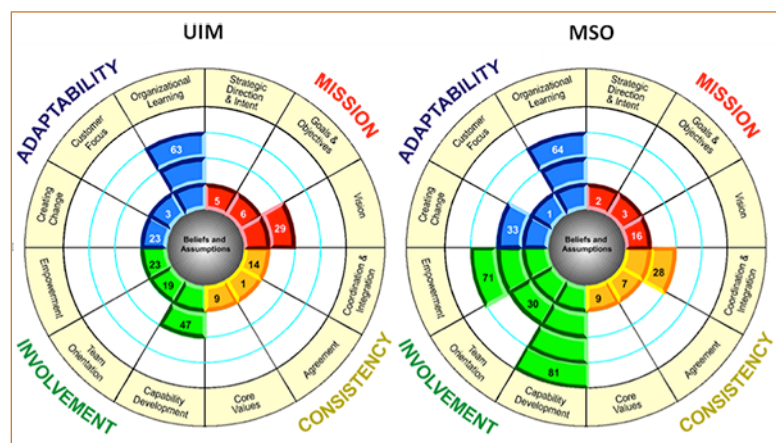 UIM
ADAPTABILITY
MISSION
INVOLVEMENT
CONSISTENCY
Organizational
Learning
Strategic
Direction
& Intent
Customer
Focus
Goals &
Objectives
Creating
Change
Vision
Empowerment
Coordination &
Integration
Team
Orientation
Agreement
Capability
Development
Core
Values
63
3
23
5
6
29
Beliefs and
Assumptions
23
19
47
14
1
9
MSO
ADAPTABILITY
MISSION
INVOLVEMENT
CONSISTENCY
Organizational
Learning
Strategic
Direction
& Intent
Customer
Focus
Goals &
Objectives
Creating
Change
Vision
Empowerment
Coordination &
Integration
Team
Orientation
Agreement
Capability
Development
Core
Values
64
1
33
2
3
16
Beliefs and
Assumptions
71
30
81
28
7
9